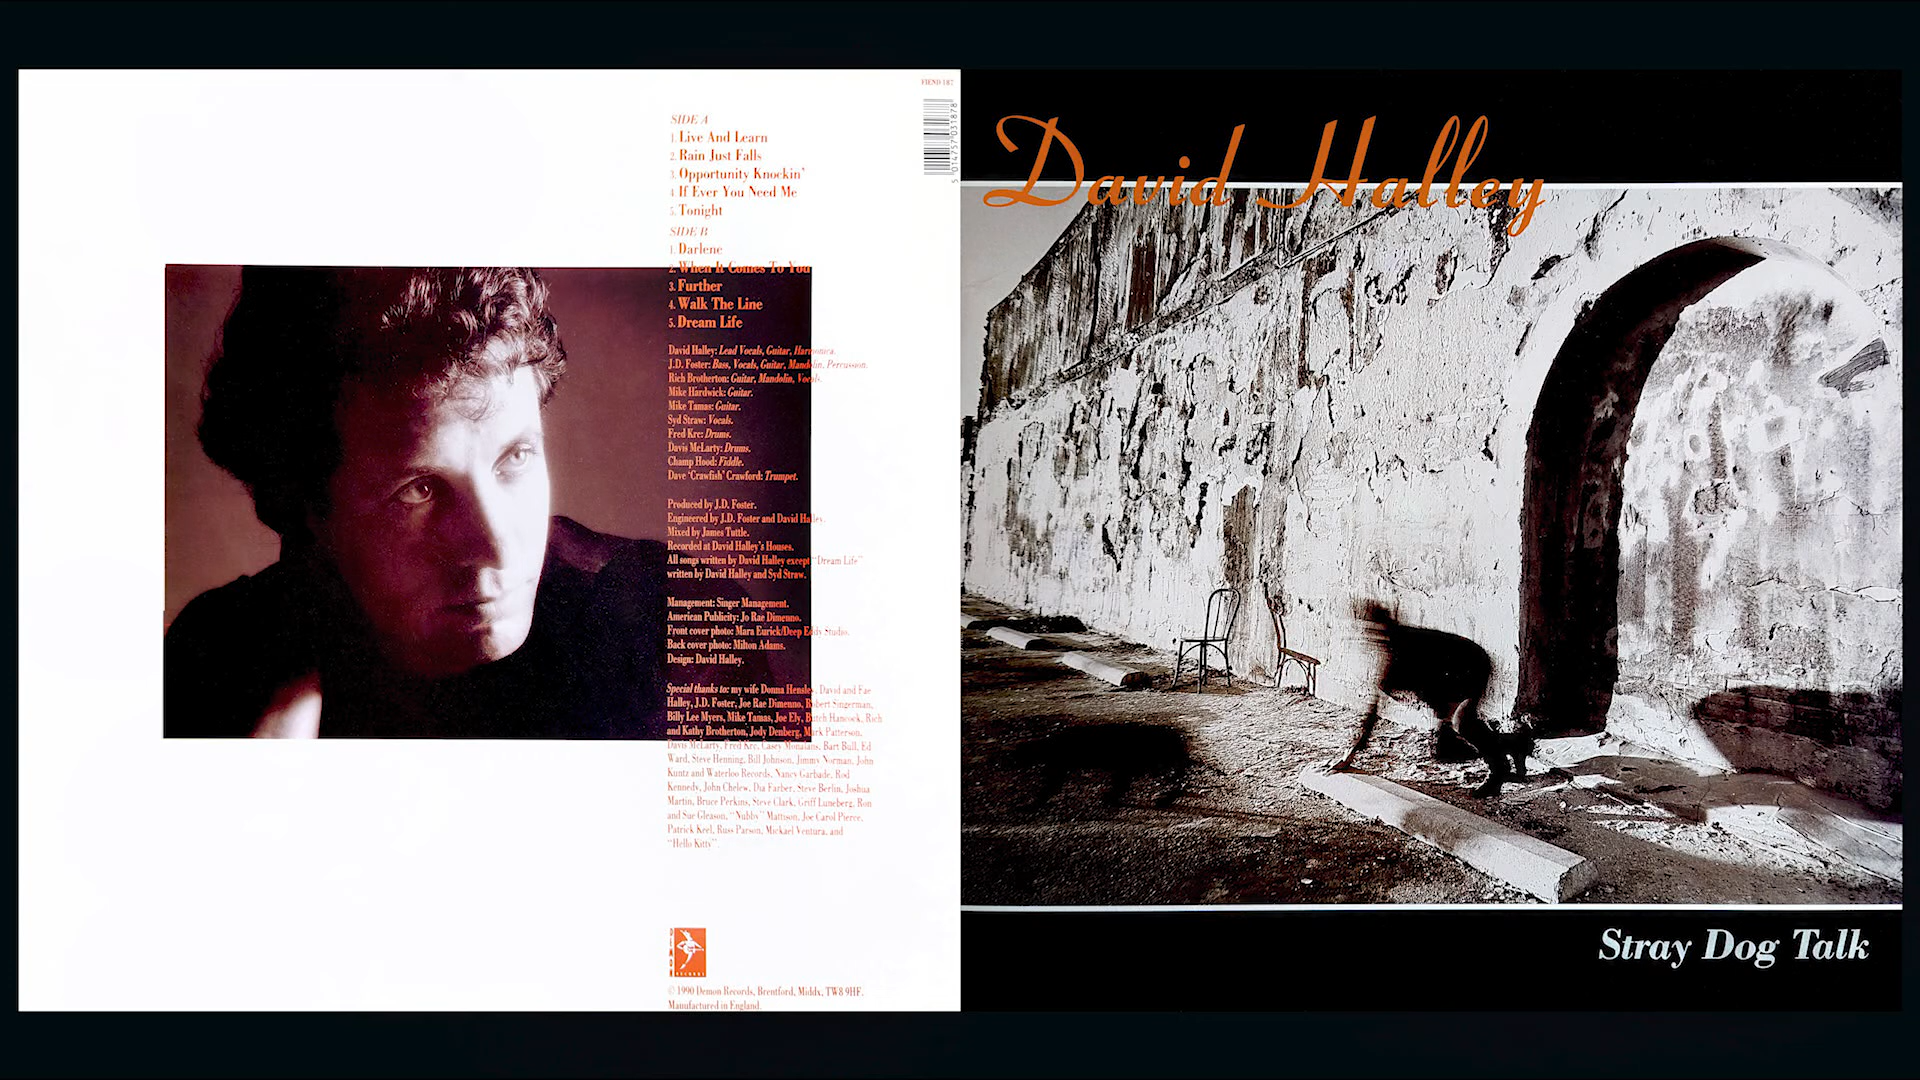 FIEND 187
5 014757 031878
SIDE A
1. Live And Learn
2. Rain Just Falls
3. Opportunity Knockin'
4. If Ever You Need Me
5. Tonight
SIDE B
1. Darlene
2. When It Comes To You
3. Further
4. Walk The Line
5. Dream Life
David Halley: Lead Vocals, Guitar, Harmonica.
J.D. Foster: Bass, Vocals, Guitar, Mandolin, Percussion.
Rich Brotherton: Guitar, Mandolin, Vocals.
Mike Hardwick: Guitar.
Mike Tamas: Guitar.
Syd Straw: Vocals.
Fred Krc: Drums.
Davis McLarty: Drums.
Champ Hood: Fiddle.
Dave 'Crawfish' Crawford: Trumpet.
Produced by J.D. Foster.
Engineered by J.D. Foster and David Halley.
Mixed by James Tuttle.
Recorded at David Halley's Houses.
All songs written by David Halley except "Dream Life"
written by David Halley and Syd Straw.
Management: Singer Management.
American Publicity: Jo Rae Dimenno.
Front cover photo: Mara Eurick/Deep Eddy Studio.
Back cover photo: Milton Adams.
Design: David Halley.
Special thanks to: my wife Donna Hensley, David and Fae
Halley, J.D. Foster, Joe Rae Dimenno, Robert Singerman,
Billy Lee Myers, Mike Tamas, Joe Ely, Butch Hancock, Rich
and Kathy Brotherton, Jody Denberg, Mark Patterson,
Davis McLarty, Fred Krc, Casey Monahans, Bart Bull, Ed
Ward, Steve Henning, Bill Johnson, Jimmy Norman, John
Kuntz and Waterloo Records, Nancy Garbade, Rod
Kennedy, John Chelew, Dia Farber, Steve Berlin, Joshua
Martin, Bruce Perkins, Steve Clark, Griff Luneberg, Ron
and Sue Gleason, "Nubby" Mattison, Joe Carol Pierce,
Patrick Keel, Russ Parson, Mickael Ventura, and
"Hello Kitty".
DEMON
RECORDS
© 1990 Demon Records, Brentford, Middx, TW8 9HF.
Manufactured in England.
David Halley
Stray Dog Talk